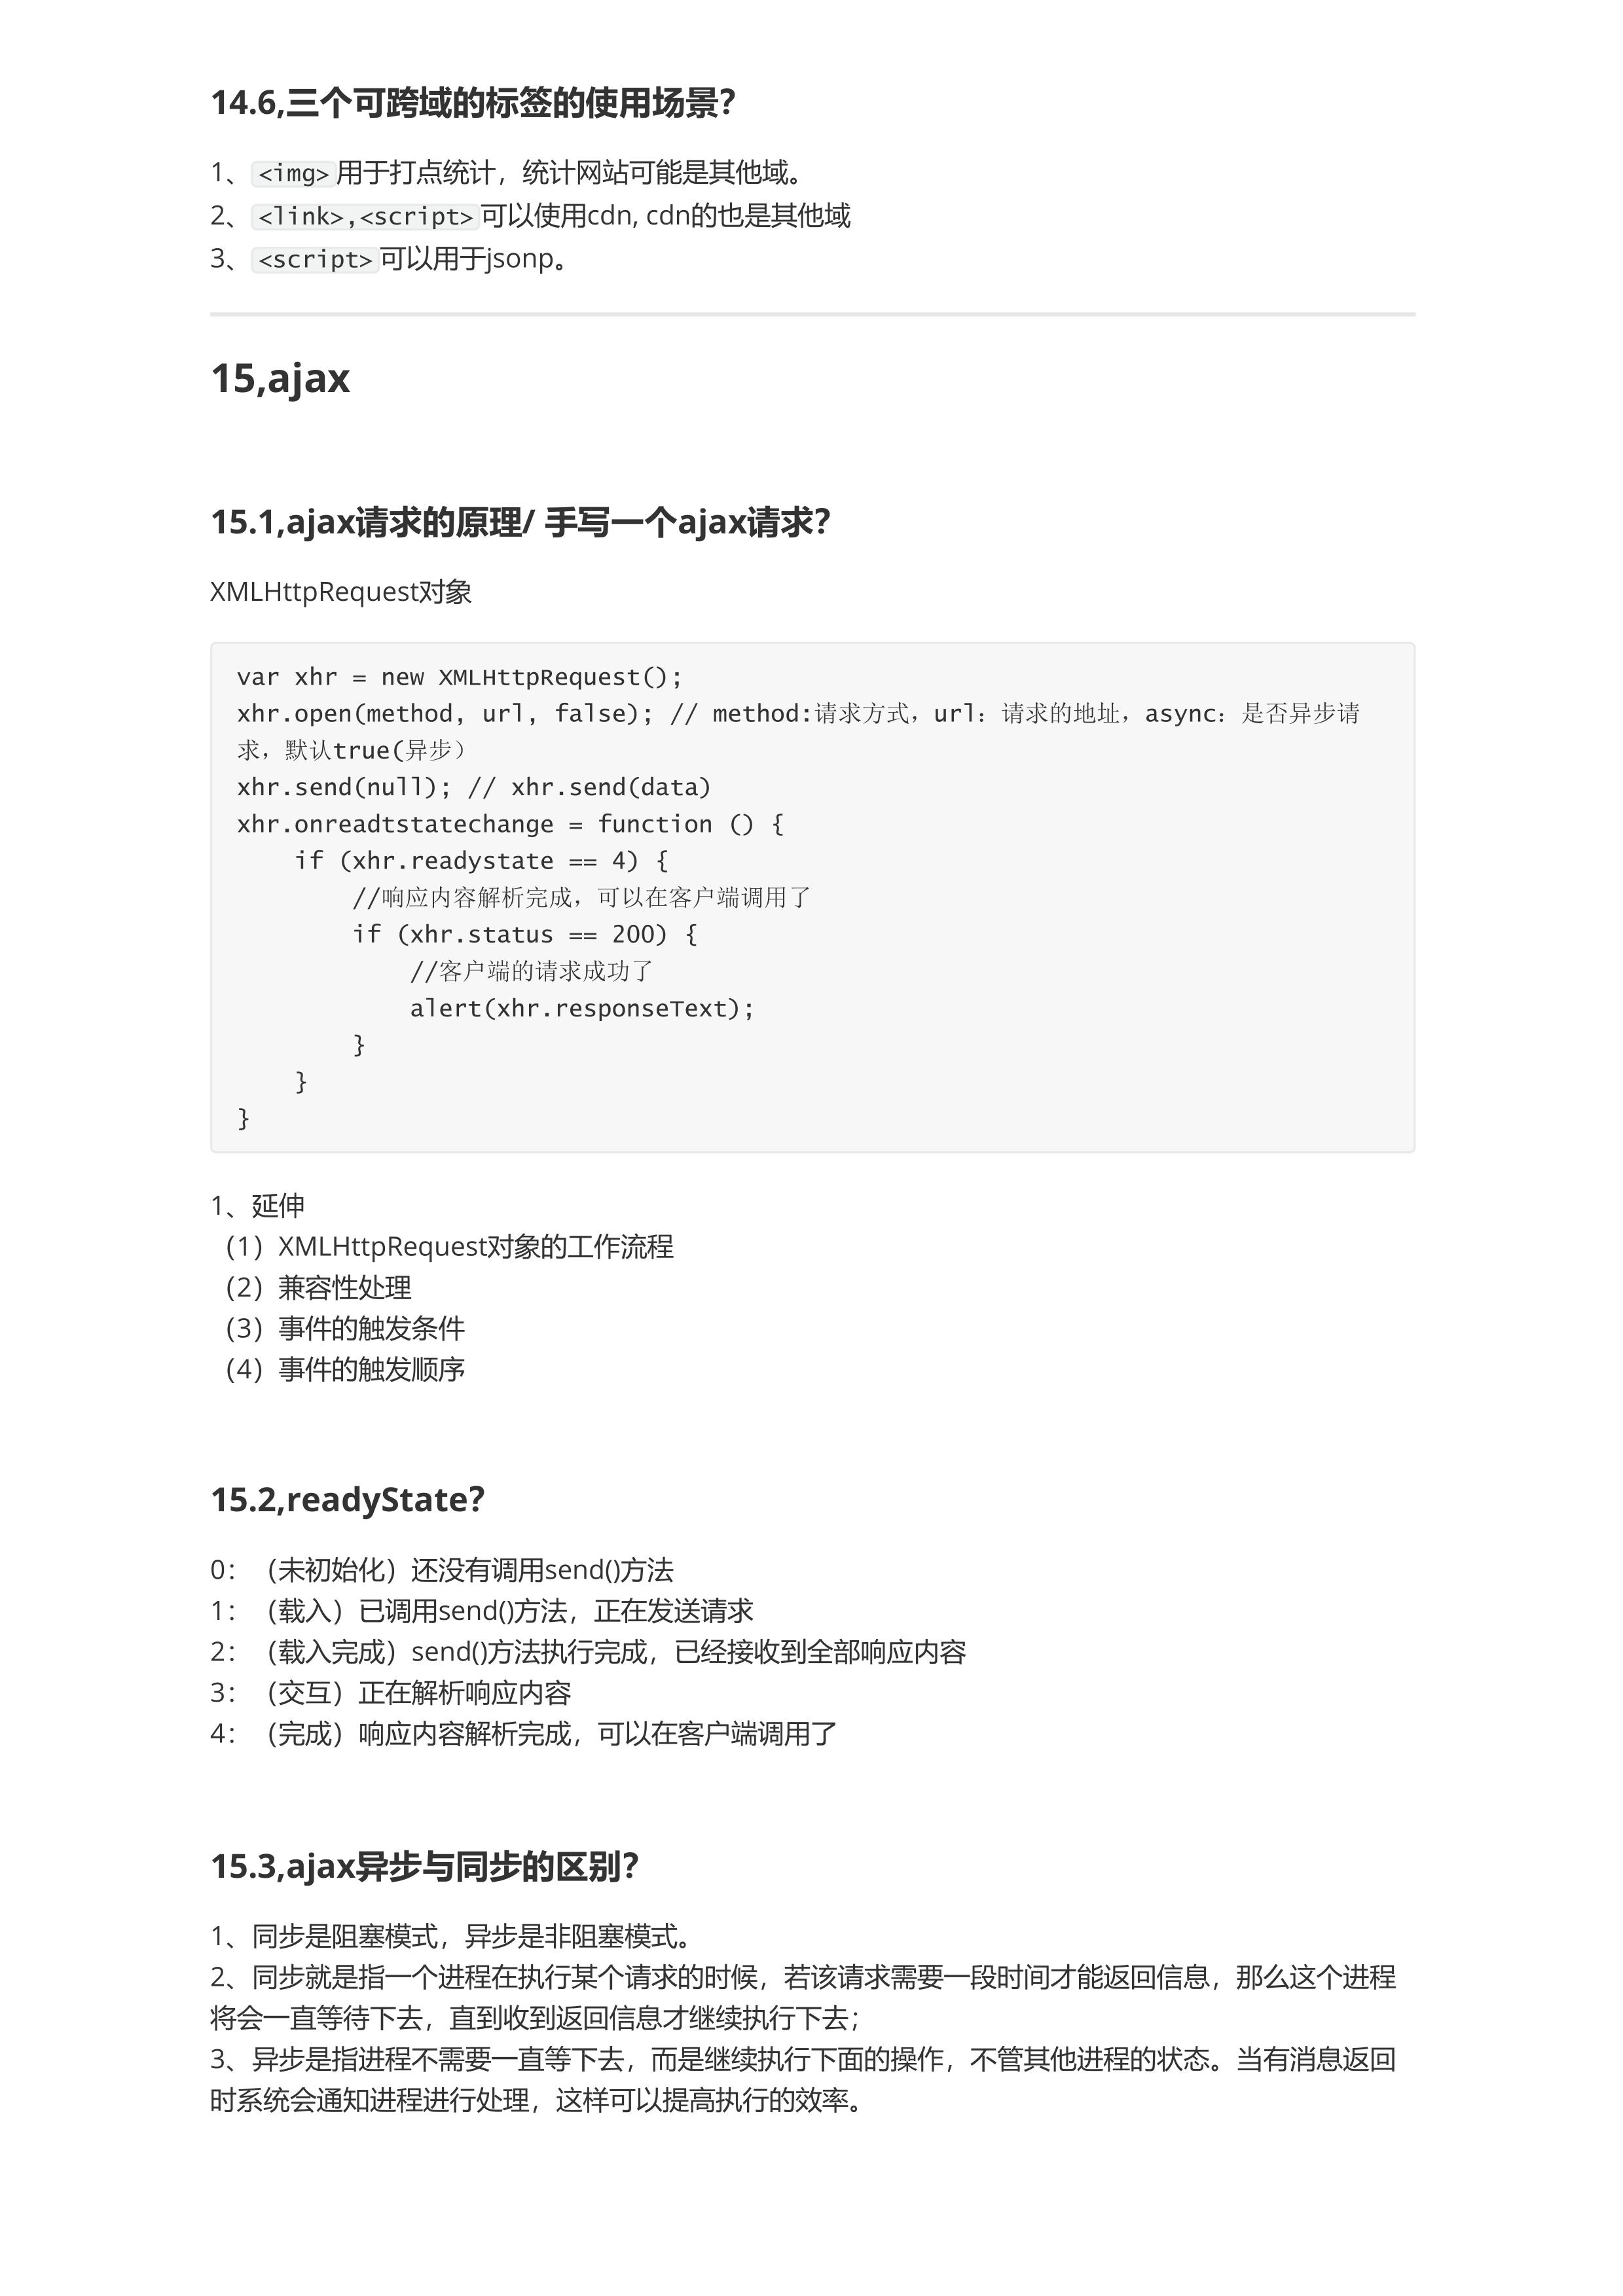 14.6,三个可跨域的标签的使用场景？
1、<img>用于打点统计，统计网站可能是其他域。
2、<link>,<script>可以使用cdn, cdn的也是其他域
3、<script>可以用于jsonp。
15,ajax
15.1,ajax请求的原理/ 手写一个ajax请求？
XMLHttpRequest对象
var xhr = new XMLHttpRequest();
xhr.open(method, url, false); // method:请求方式，url：请求的地址，async：是否异步请
求，默认true(异步）
xhr.send(null); // xhr.send(data)
xhr.onreadtstatechange = function () {
    if (xhr.readystate == 4) {
        //响应内容解析完成，可以在客户端调用了
        if (xhr.status == 200) {
            //客户端的请求成功了
            alert(xhr.responseText);
        }
    }
}
1、延伸
（1）XMLHttpRequest对象的工作流程
（2）兼容性处理
（3）事件的触发条件
（4）事件的触发顺序
15.2,readyState？
0：（未初始化）还没有调用send()方法
1：（载入）已调用send()方法，正在发送请求
2：（载入完成）send()方法执行完成，已经接收到全部响应内容
3：（交互）正在解析响应内容
4：（完成）响应内容解析完成，可以在客户端调用了
15.3,ajax异步与同步的区别？
1、同步是阻塞模式，异步是非阻塞模式。
2、同步就是指一个进程在执行某个请求的时候，若该请求需要一段时间才能返回信息，那么这个进程
将会一直等待下去，直到收到返回信息才继续执行下去；
3、异步是指进程不需要一直等下去，而是继续执行下面的操作，不管其他进程的状态。当有消息返回
时系统会通知进程进行处理，这样可以提高执行的效率。